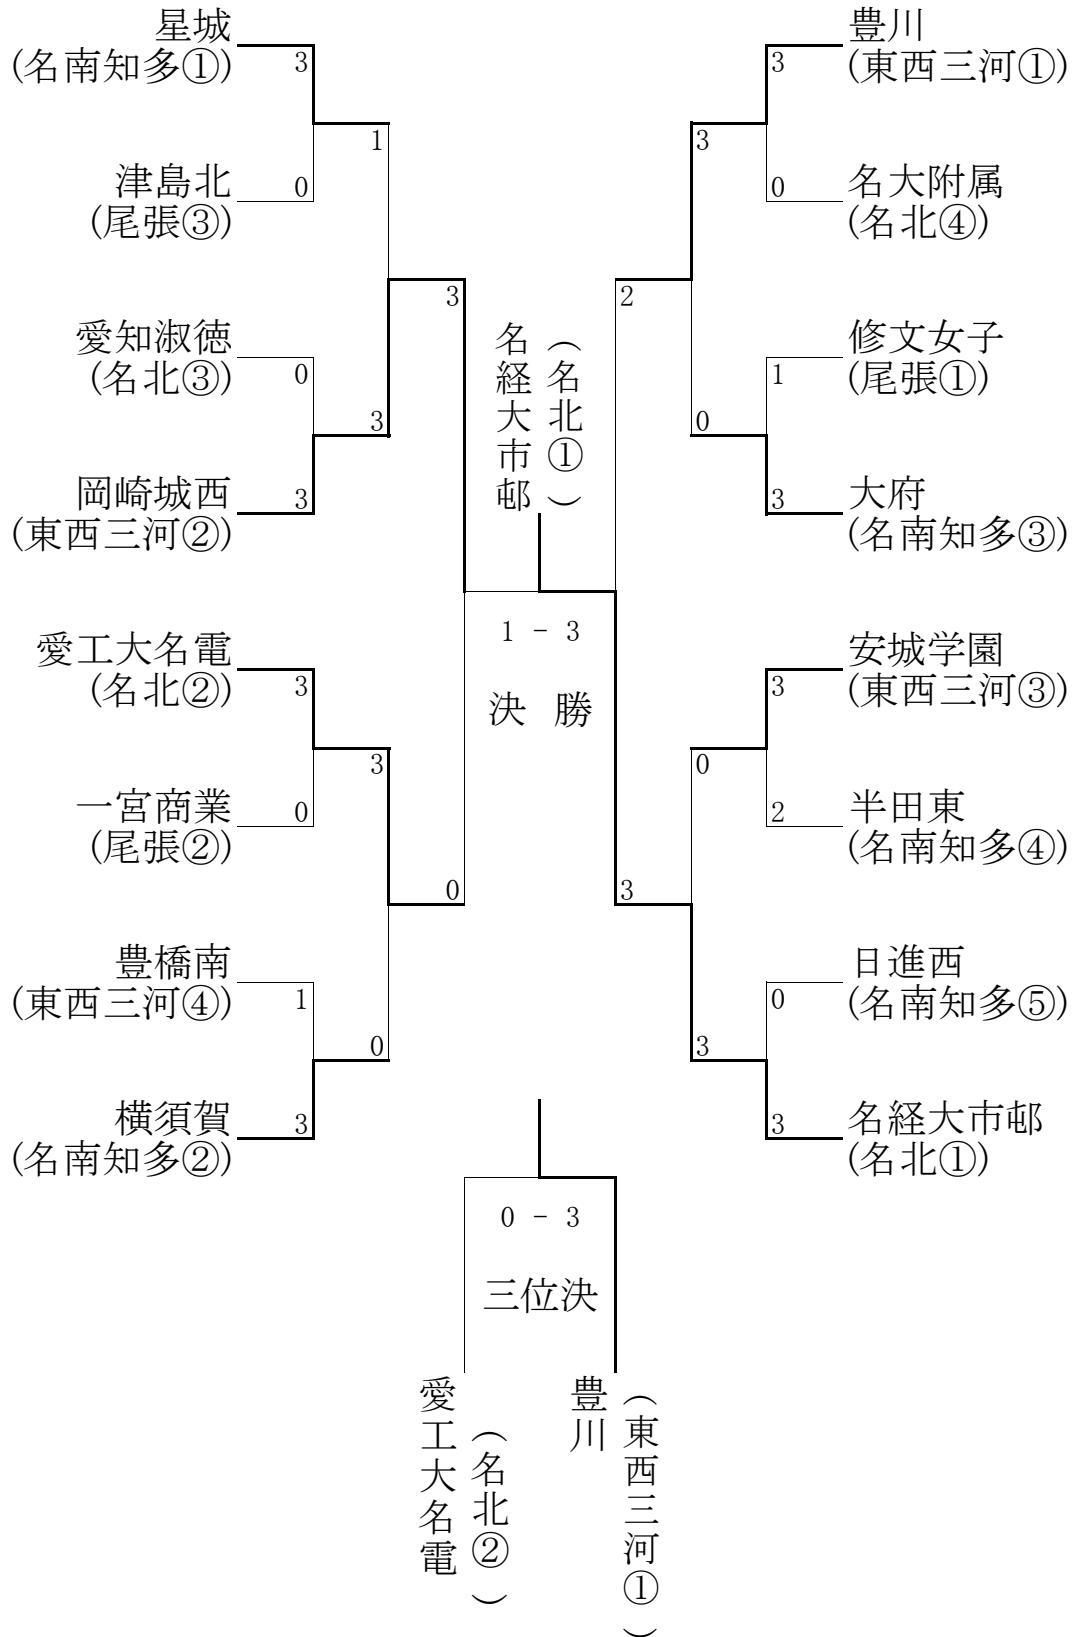 星城
(名南知多①)
3
1
津島北
(尾張③)
0
3
愛知淑徳
(名北③)
0
3
岡崎城西
(東西三河②)
3
愛工大名電
(名北②)
3
3
一宮商業
(尾張②)
0
0
豊橋南
(東西三河④)
1
0
横須賀
(名南知多②)
3
名経大市邨
(名北①)
1 - 3
決 勝
豊川
(東西三河①)
3
3
名大附属
(名北④)
0
2
修文女子
(尾張①)
1
0
大府
(名南知多③)
3
安城学園
(東西三河③)
3
0
半田東
(名南知多④)
2
3
日進西
(名南知多⑤)
0
3
名経大市邨
(名北①)
3
0 - 3
三位決
愛工大名電
(名北②)
豊川
(東西三河①)